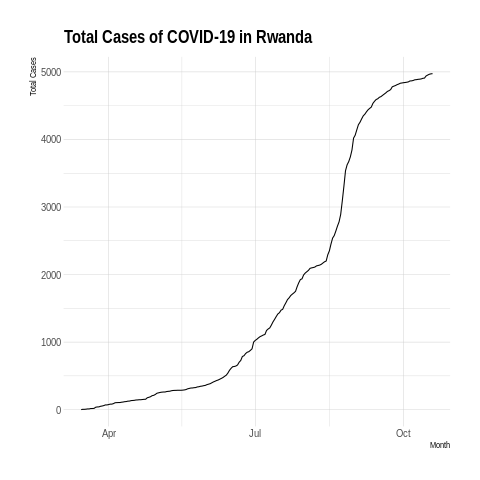 Total Cases of COVID-19 in Rwanda
Total Cases
5000
4000
3000
2000
1000
0
Apr
Jul
Oct
Month